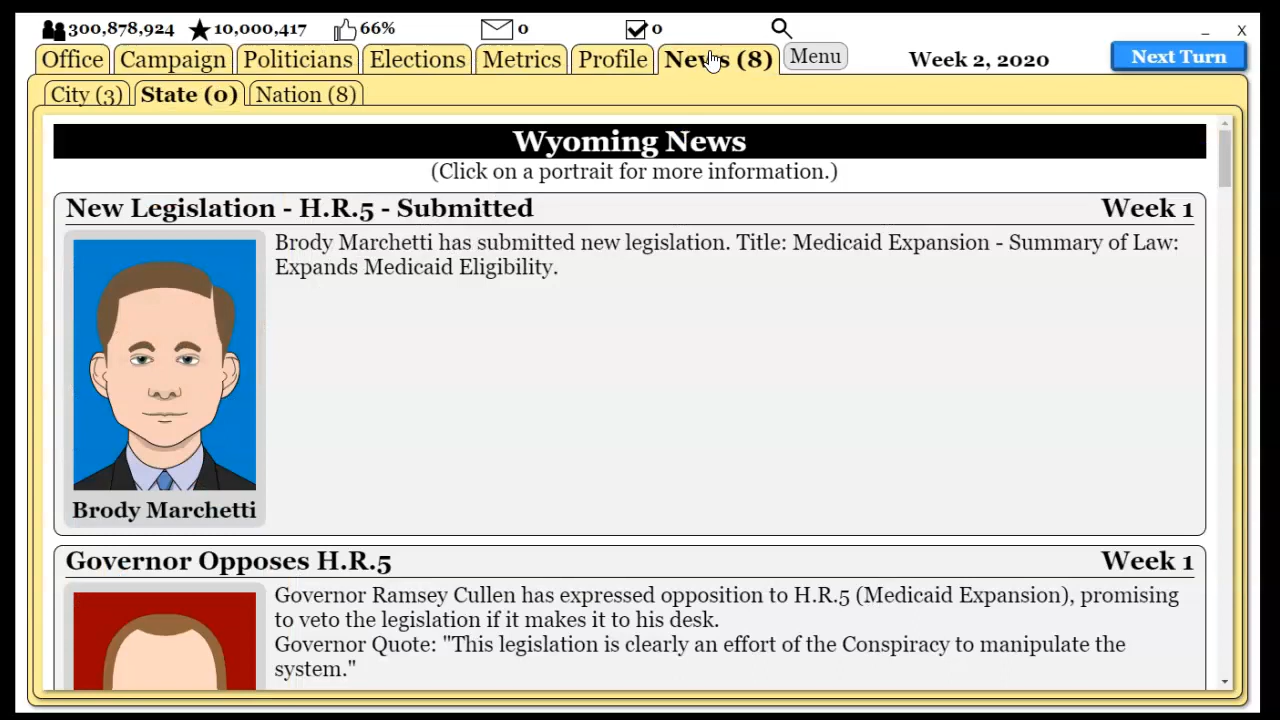 300,878,924 10,000,417 66% 0 0
_ X
Office Campaign Politicians Elections Metrics Profile News (8) Menu Week 2, 2020 Next Turn
City (3) State (0) Nation (8)
Wyoming News
(Click on a portrait for more information.)
New Legislation - H.R.5 - Submitted Week 1
Brody Marchetti has submitted new legislation. Title: Medicaid Expansion - Summary of Law:
Expands Medicaid Eligibility.
Brody Marchetti
Governor Opposes H.R.5 Week 1
Governor Ramsey Cullen has expressed opposition to H.R.5 (Medicaid Expansion), promising
to veto the legislation if it makes it to his desk.
Governor Quote: "This legislation is clearly an effort of the Conspiracy to manipulate the
system."